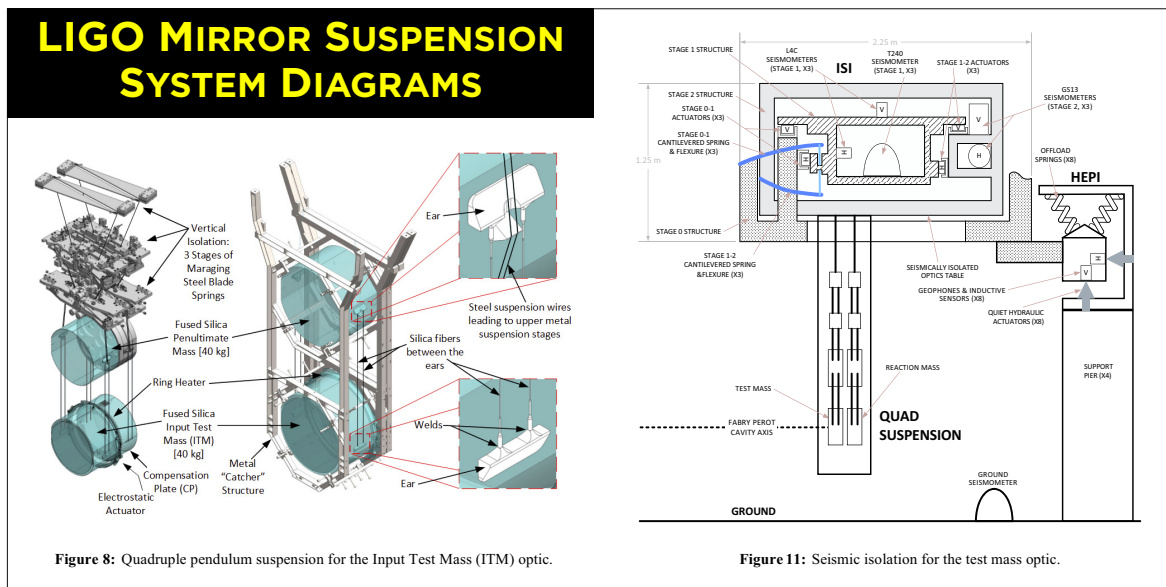 LIGO MIRROR SUSPENSION
SYSTEM DIAGRAMS
Vertical
Isolation:
3 Stages of
Maraging
Steel Blade
Springs
Fused Silica
Penultimate
Mass [40 kg]
Ring Heater
Fused Silica
Input Test
Mass (ITM)
[40 kg]
Compensation
Plate (CP)
Electrostatic
Actuator
Metal
"Catcher"
Structure
Ear
Steel suspension wires
leading to upper metal
suspension stages
Silica fibers
between the
ears
Welds
Ear
Figure 8: Quadruple pendulum suspension for the Input Test Mass (ITM) optic.
2.25 m
1.25 m
STAGE 1 STRUCTURE
L4C
SEISMOMETERS
(STAGE 1, X3)
ISI
T240
SEISMOMETER
(STAGE 1, X3)
STAGE 1-2 ACTUATORS
(X3)
GS13
SEISMOMETERS
(STAGE 2, X3)
STAGE 2 STRUCTURE
STAGE 0-1
ACTUATORS (X3)
STAGE 0-1
CANTILEVERED SPRING
& FLEXURE (X3)
V
V
V
V
H
H
H
H
OFFLOAD
SPRINGS (X8)
HEPI
STAGE 0 STRUCTURE
STAGE 1-2
CANTILEVERED SPRING
&FLEXURE (X3)
SEISMICALLY ISOLATED
OPTICS TABLE
GEOPHONES & INDUCTIVE
SENSORS (X8)
QUIET HYDRAULIC
ACTUATORS (X8)
H
V
TEST MASS
REACTION MASS
FABRY PEROT
CAVITY AXIS
QUAD
SUSPENSION
SUPPORT
PIER (X4)
GROUND
SEISMOMETER
GROUND
Figure 11: Seismic isolation for the test mass optic.